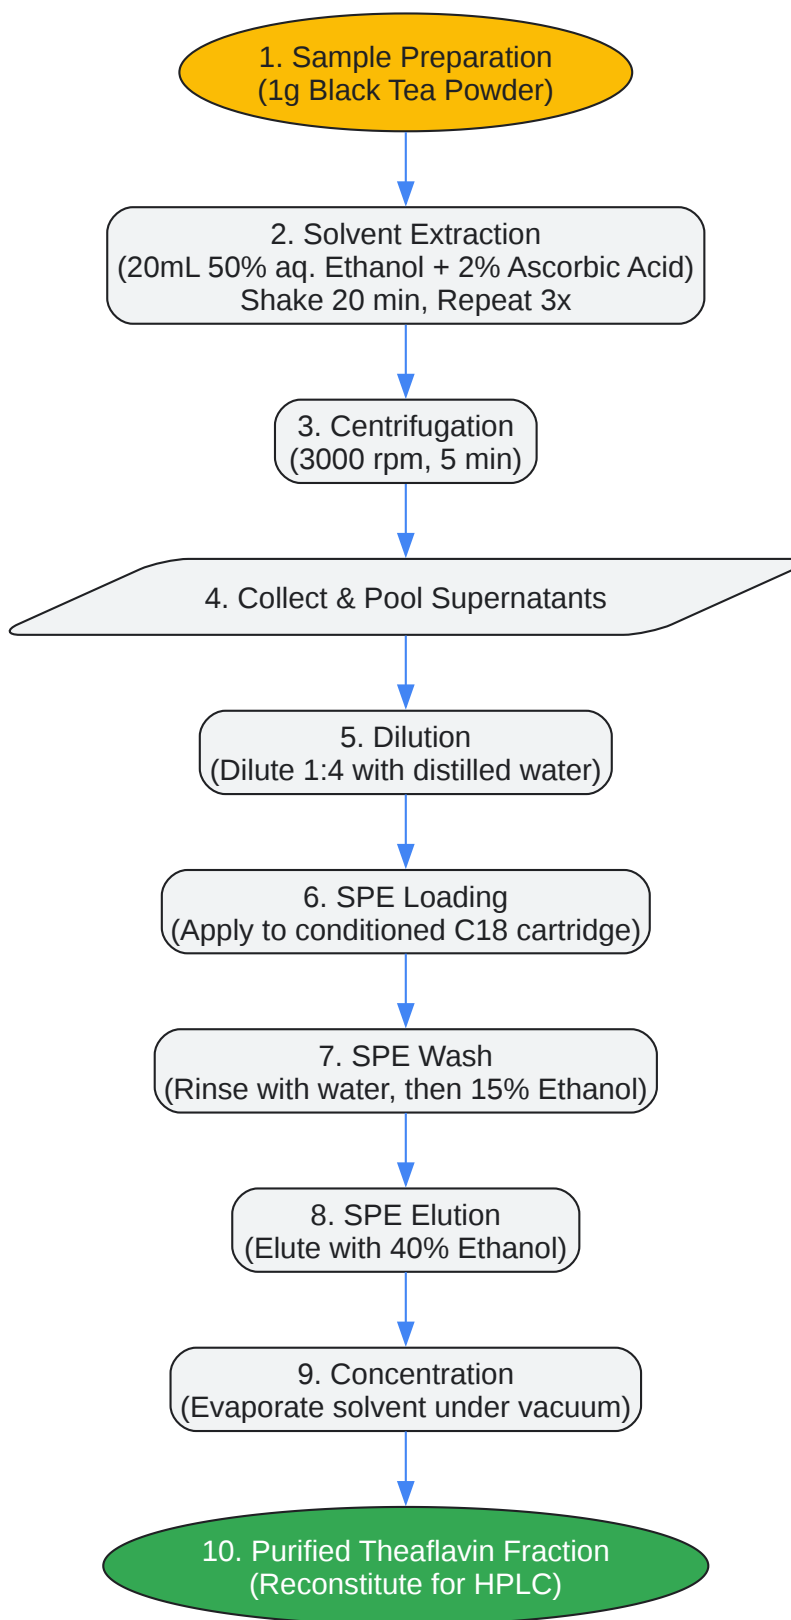 1. Sample Preparation
(1g Black Tea Powder)
2. Solvent Extraction
(20mL 50% aq. Ethanol + 2% Ascorbic Acid)
Shake 20 min, Repeat 3x
3. Centrifugation
(3000 rpm, 5 min)
4. Collect & Pool Supernatants
5. Dilution
(Dilute 1:4 with distilled water)
6. SPE Loading
(Apply to conditioned C18 cartridge)
7. SPE Wash
(Rinse with water, then 15% Ethanol)
8. SPE Elution
(Elute with 40% Ethanol)
9. Concentration
(Evaporate solvent under vacuum)
10. Purified Theaflavin Fraction
(Reconstitute for HPLC)